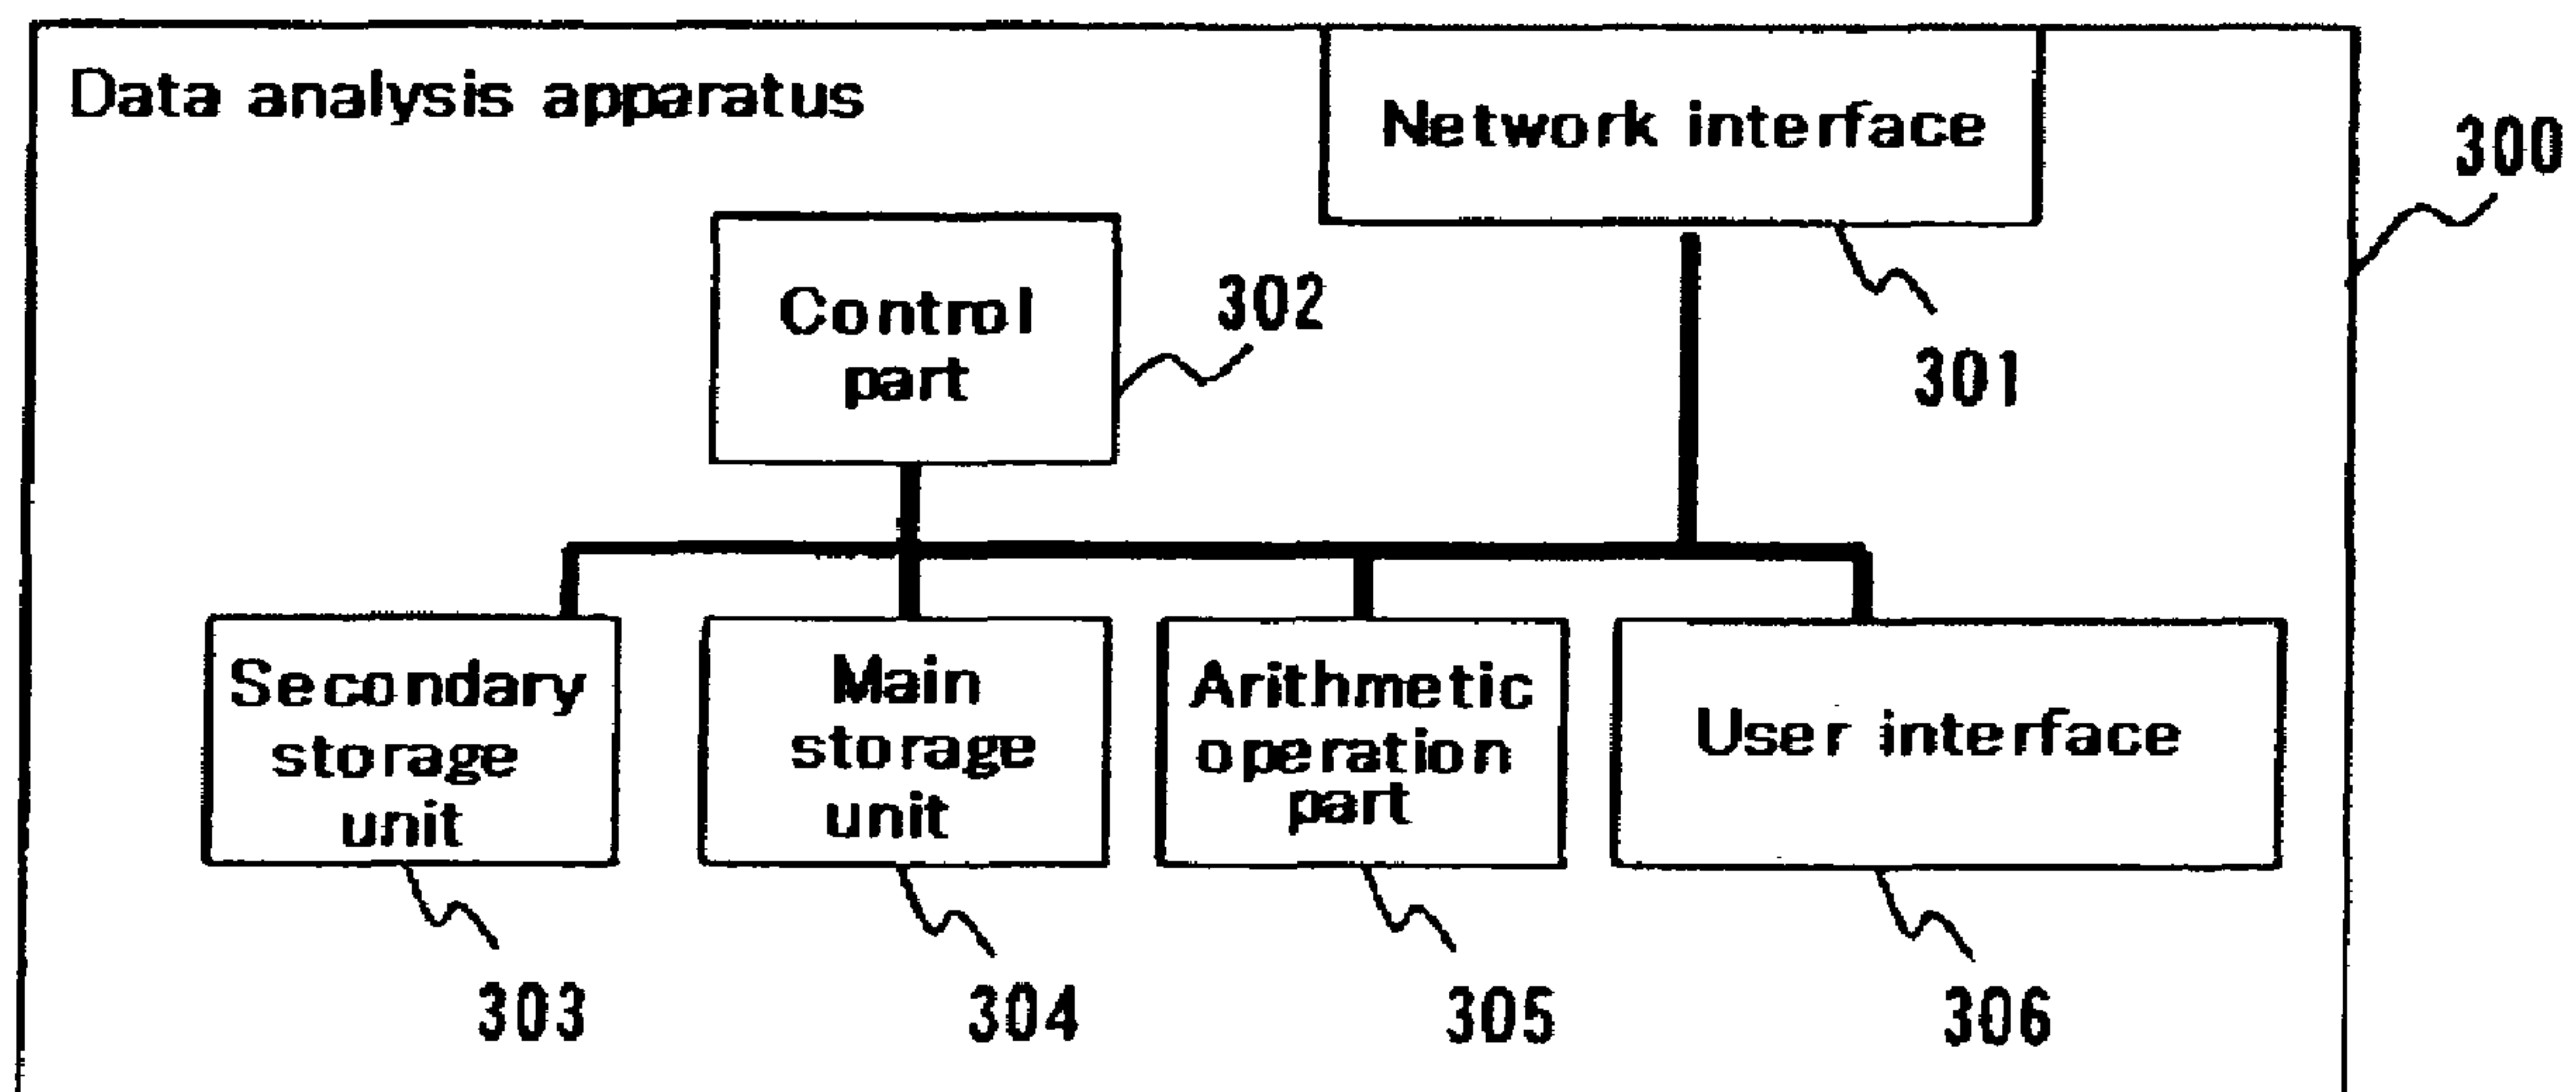 Data analysis apparatus
Network interface
300
Control
part
302
301
Secondary
storage
unit
Main
storage
unit
Arithmetic
operation
part
User interface
303
304
305
306